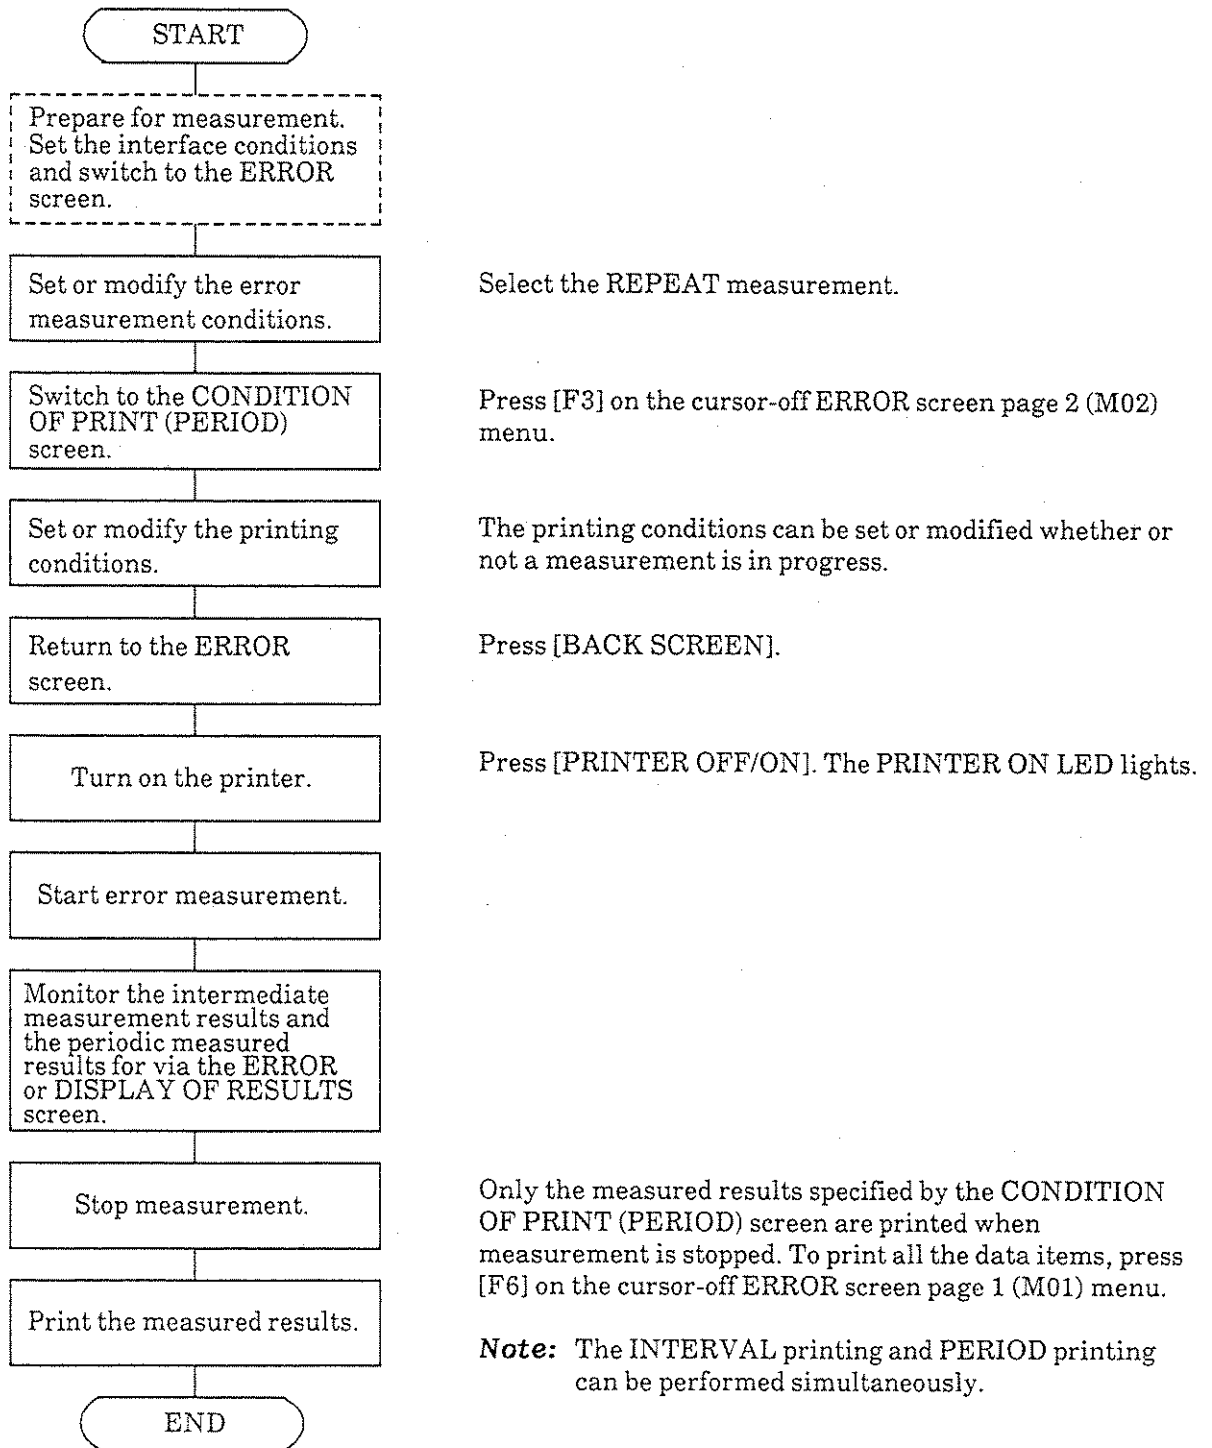 START
Prepare for measurement.
Set the interface conditions
and switch to the ERROR
screen.
Set or modify the error
measurement conditions.
Select the REPEAT measurement.
Switch to the CONDITION
OF PRINT (PERIOD)
screen.
Press [F3] on the cursor-off ERROR screen page 2 (M02)
menu.
Set or modify the printing
conditions.
The printing conditions can be set or modified whether or
not a measurement is in progress.
Return to the ERROR
screen.
Press [BACK SCREEN].
Turn on the printer.
Press [PRINTER OFF/ON]. The PRINTER ON LED lights.
Start error measurement.
Monitor the intermediate
measurement results and
the periodic measured
results for via the ERROR
or DISPLAY OF RESULTS
screen.
Stop measurement.
Only the measured results specified by the CONDITION
OF PRINT (PERIOD) screen are printed when
measurement is stopped. To print all the data items, press
[F6] on the cursor-off ERROR screen page 1 (M01) menu.
Print the measured results.
Note: The INTERVAL printing and PERIOD printing
can be performed simultaneously.
END